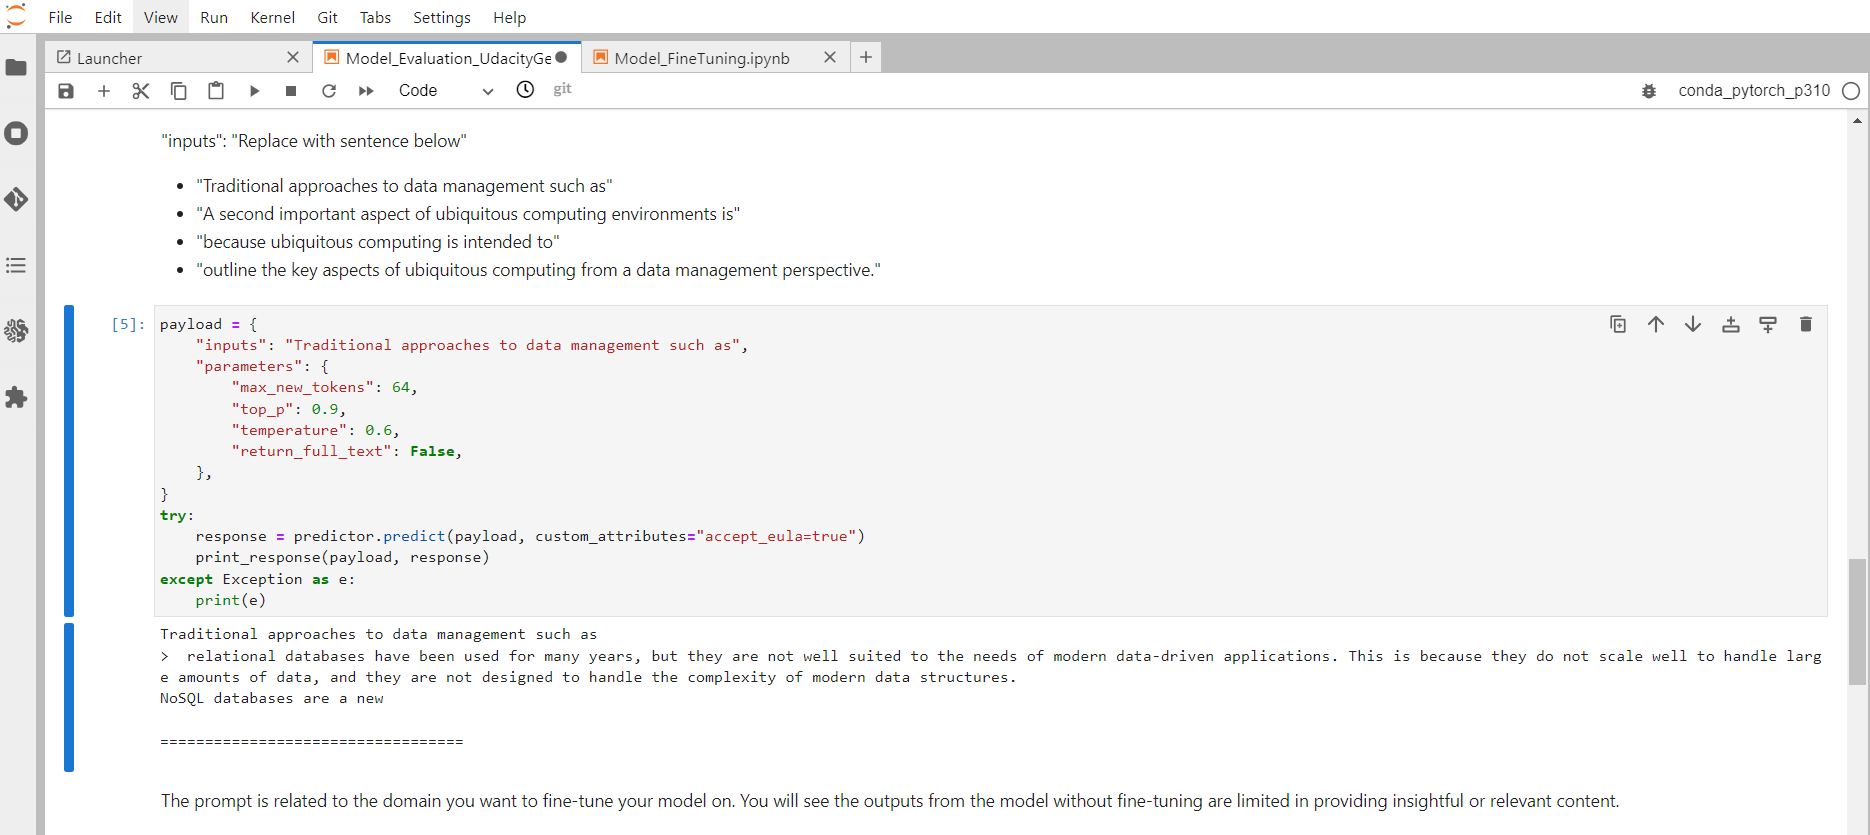 File Edit View Run Kernel Git Tabs Settings Help
Launcher Model_Evaluation_UdacityGe Model_FineTuning.ipynb
Code git conda_pytorch_p310
"inputs": "Replace with sentence below"
• "Traditional approaches to data management such as"
• "A second important aspect of ubiquitous computing environments is"
• "because ubiquitous computing is intended to"
• "outline the key aspects of ubiquitous computing from a data management perspective."
[5]: payload = {
    "inputs": "Traditional approaches to data management such as",
    "parameters": {
        "max_new_tokens": 64,
        "top_p": 0.9,
        "temperature": 0.6,
        "return_full_text": False,
    },
}
try:
    response = predictor.predict(payload, custom_attributes="accept_eula=true")
    print_response(payload, response)
except Exception as e:
    print(e)
Traditional approaches to data management such as
>  relational databases have been used for many years, but they are not well suited to the needs of modern data-driven applications. This is because they do not scale well to handle larg
e amounts of data, and they are not designed to handle the complexity of modern data structures.
NoSQL databases are a new
==================================
The prompt is related to the domain you want to fine-tune your model on. You will see the outputs from the model without fine-tuning are limited in providing insightful or relevant content.